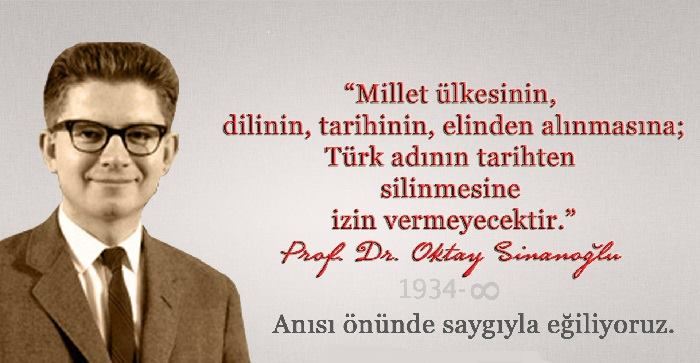 “Millet ülkesinin,
dilinin, tarihinin, elinden alınmasına;
Türk adının tarihten
silinmesine
izin vermeyecektir.”
Prof. Dr. Oktay Sinanoğlu
1934-∞
Anısı önünde saygıyla eğiliyoruz.